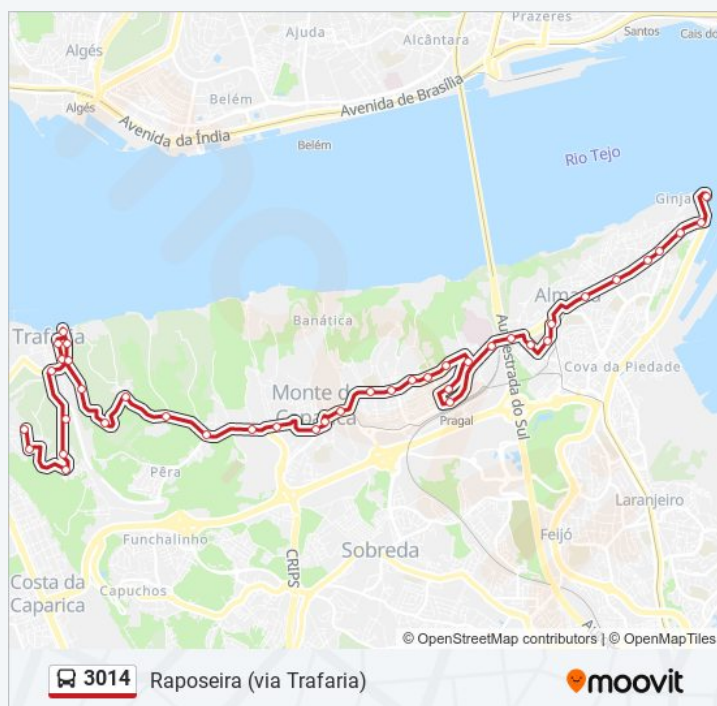 Algés
Ajuda
Alcântara
Prazeres
Santos
Cais do
Algés
Belém
Avenida de Brasília
Avenida da Índia
Belém
Rio Tejo
Ginja
Almada
Trafaria
Banática
Autoestrada do Sul
Cova da Piedade
Monte de
Caparica
Pragal
Pêra
Laranjeiro
Funchalinho
Feijó
Sobreda
CRIPS
Costa da
Caparica
Capuchos
© OpenStreetMap contributors | © OpenMapTiles
3014 Raposeira (via Trafaria)
moovit